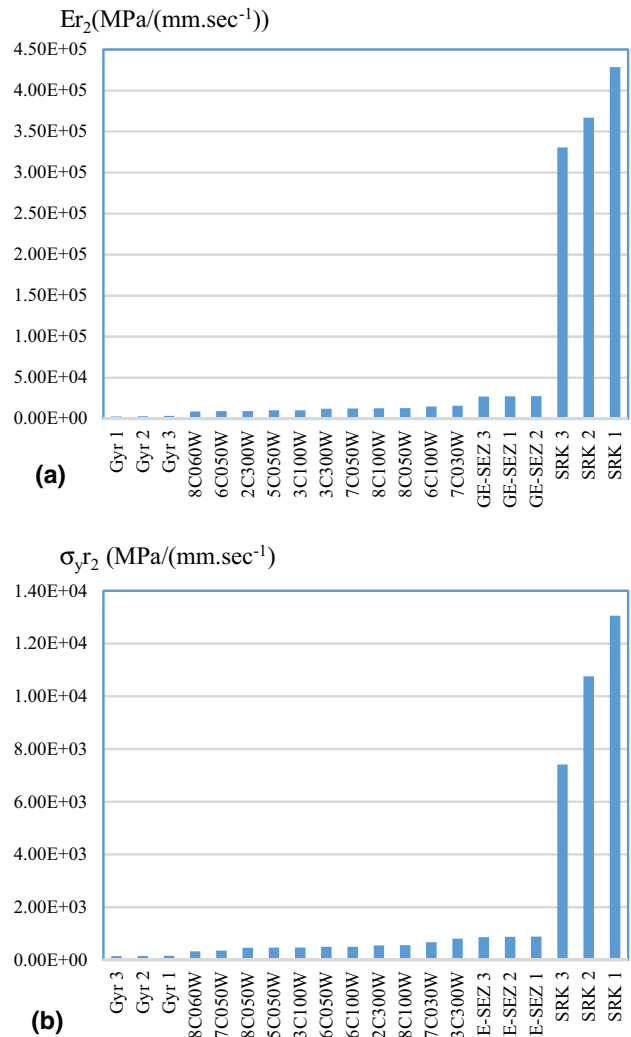 Er₂(MPa/(mm.sec⁻¹))
4.50E+05
4.00E+05
3.50E+05
3.00E+05
2.50E+05
2.00E+05
1.50E+05
1.00E+05
5.00E+04
0.00E+00
Gyr 1
Gyr 2
Gyr 3
8C060W
6C050W
2C300W
5C050W
3C100W
3C300W
7C050W
8C100W
8C050W
6C100W
7C030W
GE-SEZ 3
GE-SEZ 1
GE-SEZ 2
SRK 3
SRK 2
SRK 1
(a)
σyr₂ (MPa/(mm.sec⁻¹)
1.40E+04
1.20E+04
1.00E+04
8.00E+03
6.00E+03
4.00E+03
2.00E+03
0.00E+00
Gyr 3
Gyr 2
Gyr 1
8C060W
7C050W
8C050W
5C050W
3C100W
6C050W
6C100W
2C300W
8C100W
7C030W
3C300W
E-SEZ 3
E-SEZ 2
E-SEZ 1
SRK 3
SRK 2
SRK 1
(b)